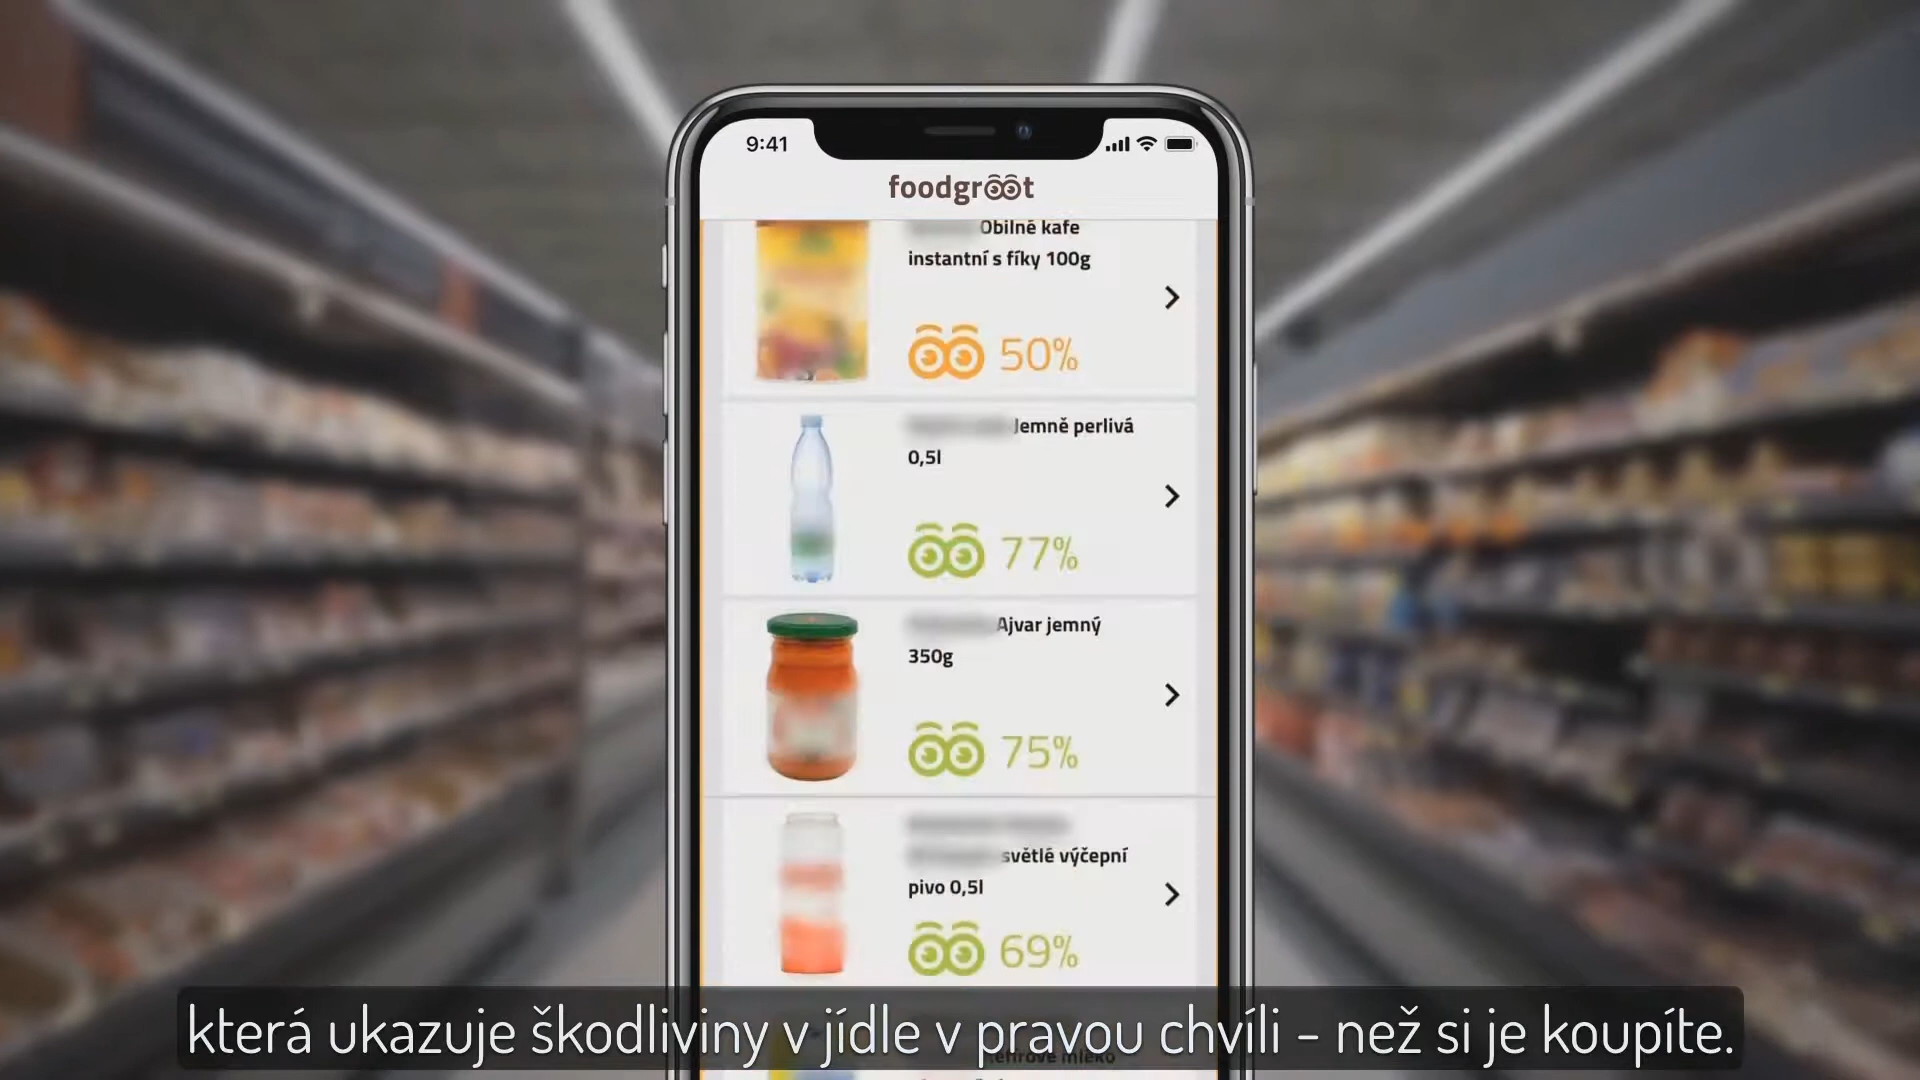 9:41
foodgroot
Obilné kafe
instantní s fíky 100g
50%
Jemně perlivá
0,5l
77%
Ajvar jemný
350g
75%
světlé výčepní
pivo 0,5l
69%
která ukazuje škodliviny v jídle v pravou chvíli - než si je koupíte.